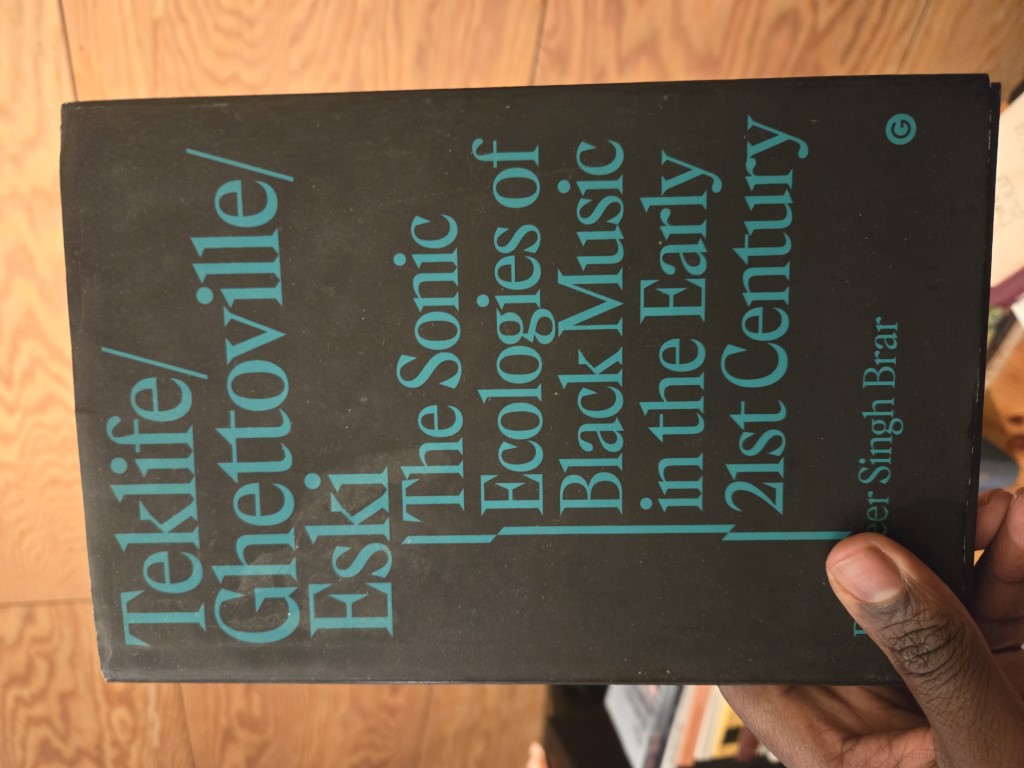 Teklife/
Ghettoville/
Eski
The Sonic
Ecologies of
Black Music
in the Early
21st Century
Singh Brar
G